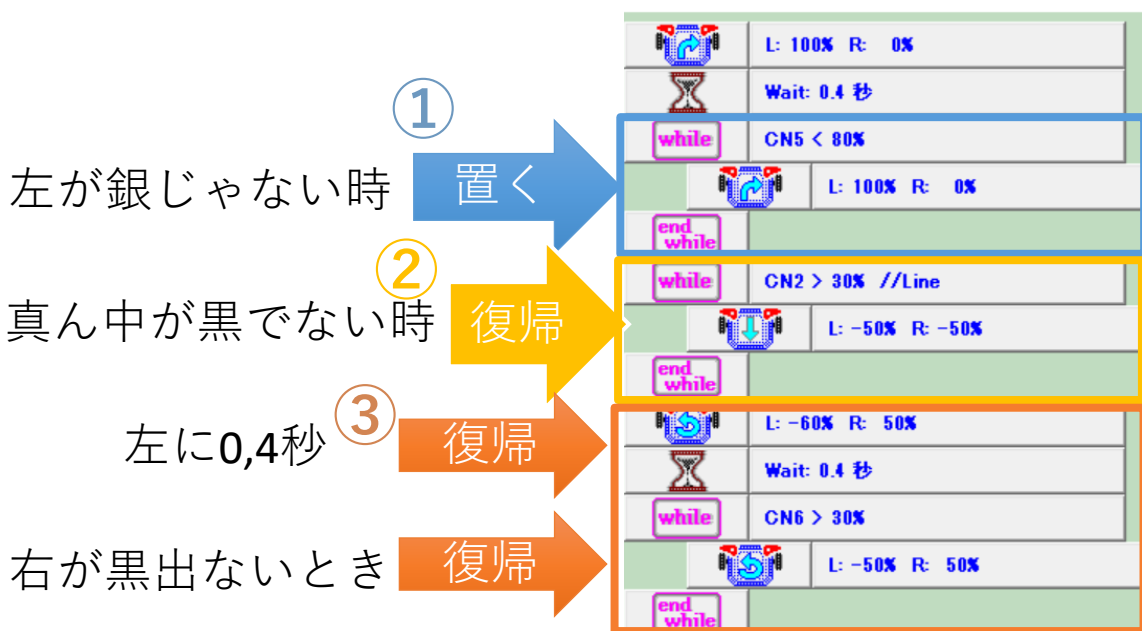 L: 100% R: 0%
Wait: 0.4 秒
①
左が銀じゃない時
置く
while CN5 < 80%
L: 100% R: 0%
end while
②
真ん中が黒でない時
復帰
while CN2 > 30% //Line
L: -50% R: -50%
end while
③
左に0,4秒
復帰
L: -60% R: 50%
Wait: 0.4 秒
右が黒出ないとき
復帰
while CN6 > 30%
L: -50% R: 50%
end while